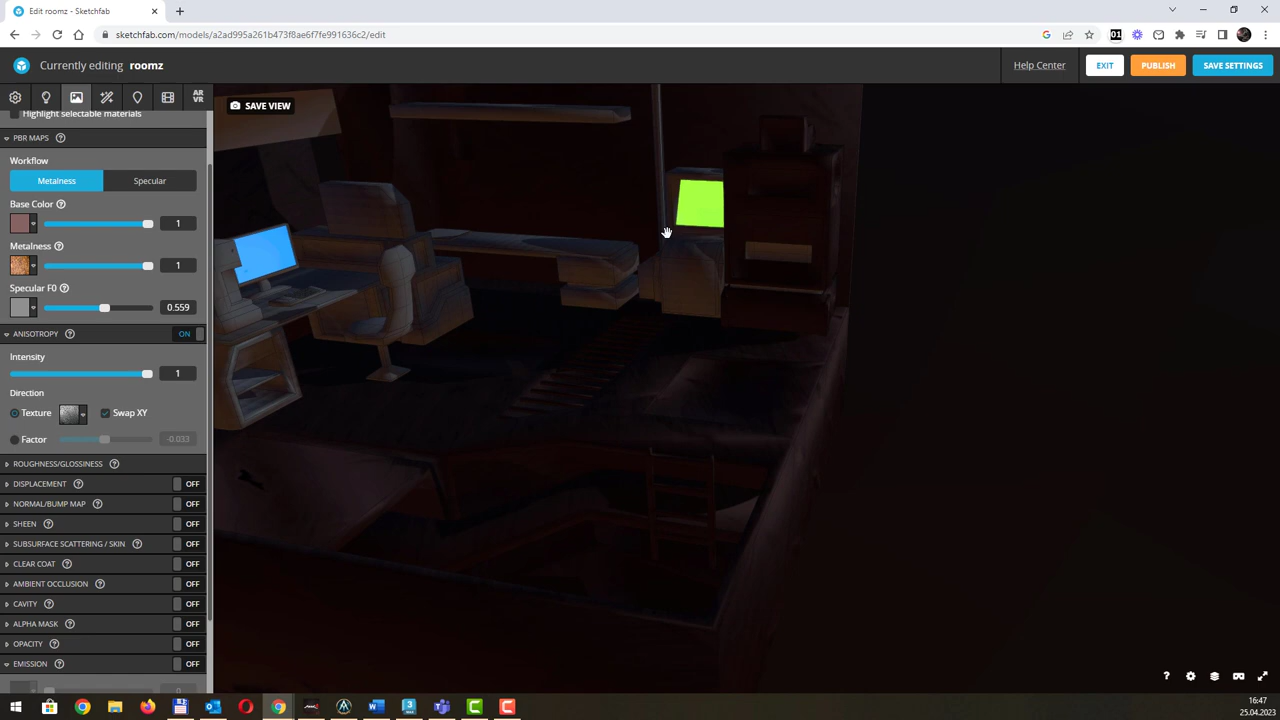 Edit roomz - Sketchfab
sketchfab.com/models/a2ad995a261b473f8ae6f7fe991636c2/edit
Currently editing roomz
Help Center
EXIT
PUBLISH
SAVE SETTINGS
AR
VR
SAVE VIEW
Highlight selectable materials
PBR MAPS
Workflow
Metalness Specular
Base Color
1
Metalness
1
Specular F0
0.559
ANISOTROPY ON
Intensity
1
Direction
Texture Swap XY
Factor -0.033
ROUGHNESS/GLOSSINESS
DISPLACEMENT OFF
NORMAL/BUMP MAP OFF
SHEEN OFF
SUBSURFACE SCATTERING / SKIN OFF
CLEAR COAT OFF
AMBIENT OCCLUSION OFF
CAVITY OFF
ALPHA MASK OFF
OPACITY OFF
EMISSION OFF
16:47
25.04.2023